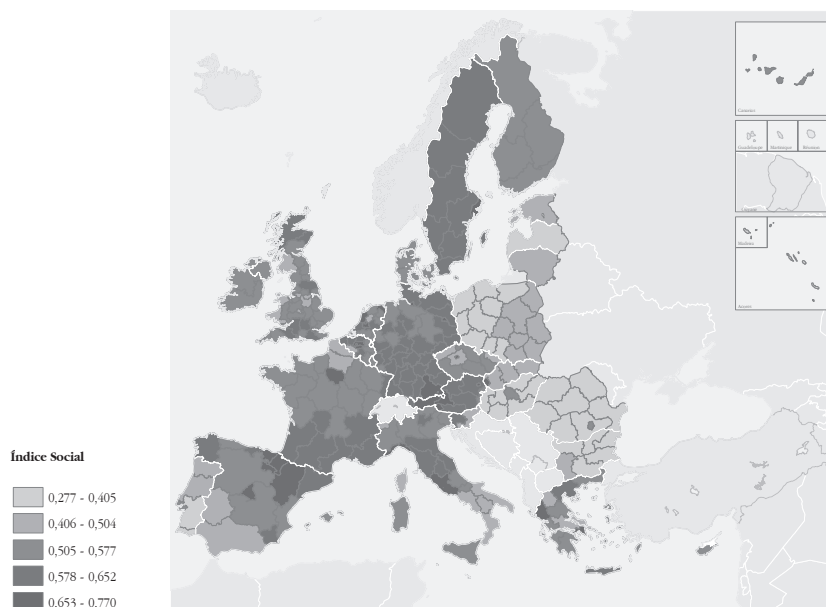 Canarias
Guadeloupe
Martinique
Réunion
Guyane
Madeira
Açores
Índice Social
0,277 - 0,405
0,406 - 0,504
0,505 - 0,577
0,578 - 0,652
0,653 - 0,770